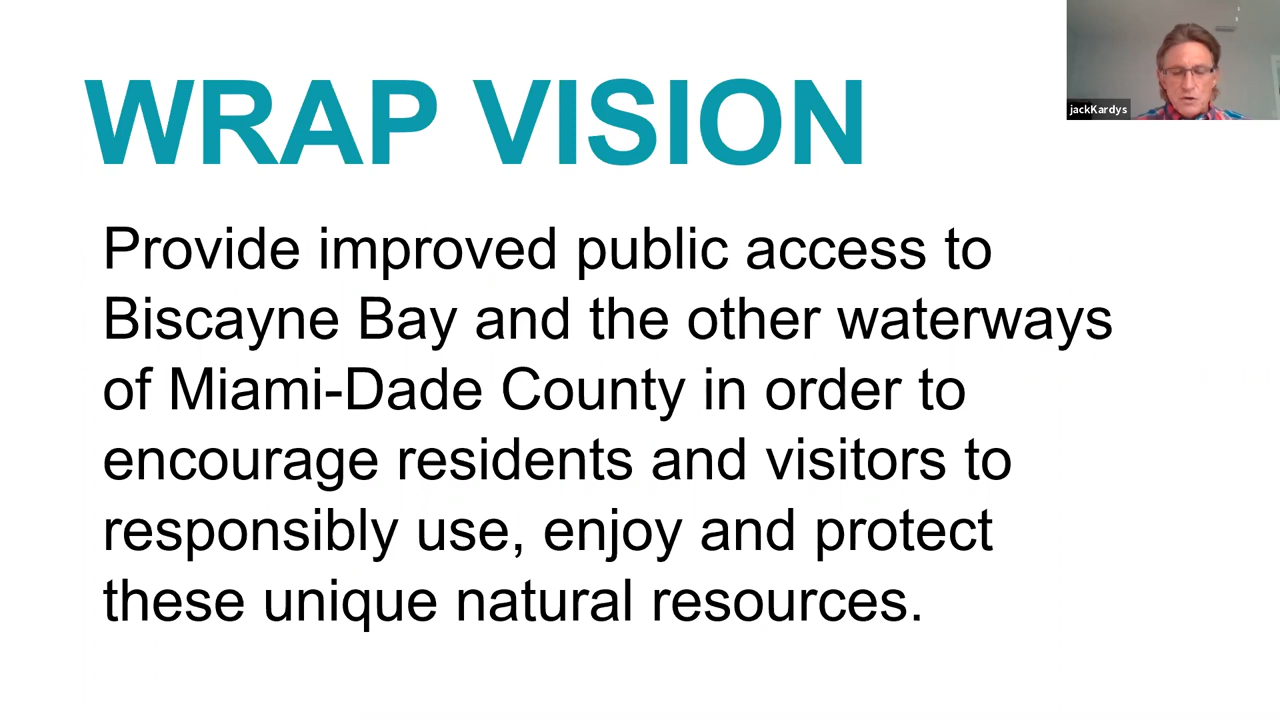 WRAP VISION
jackKardys
Provide improved public access to
Biscayne Bay and the other waterways
of Miami-Dade County in order to
encourage residents and visitors to
responsibly use, enjoy and protect
these unique natural resources.